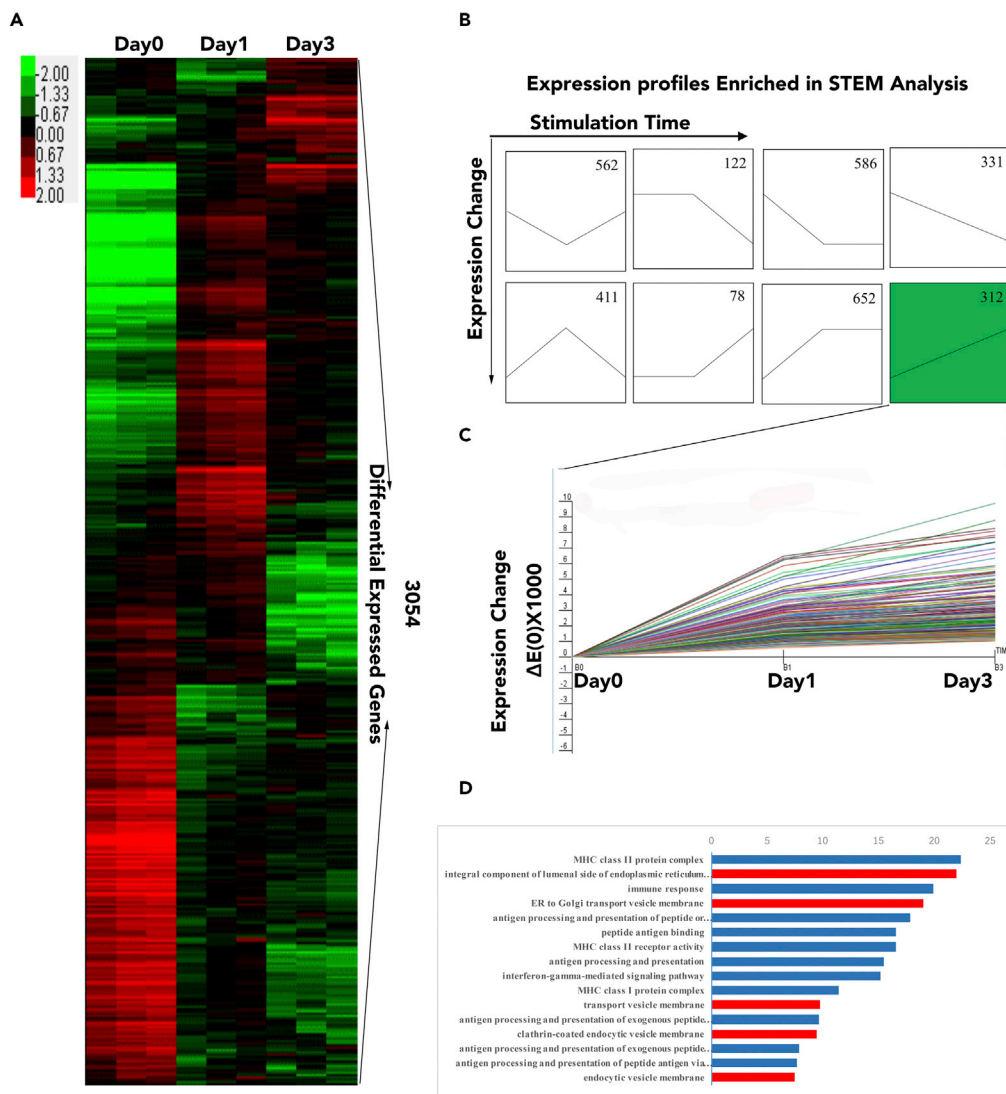 A
Day0 Day1 Day3
-2.00
-1.33
-0.67
0.00
0.67
1.33
2.00
Differential Expressed Genes
3054
B
Expression profiles Enriched in STEM Analysis
Stimulation Time
Expression Change
562 122 586 331
411 78 652 312
C
Expression Change
ΔE(0)X1000
10
9
8
7
6
5
4
3
2
1
0
-1
-2
-3
-4
-5
-6
B0 B1 B3
TIM
Day0 Day1 Day3
D
0 5 10 15 20 25
MHC class II protein complex
integral component of lumenal side of endoplasmic reticulum…
immune response
ER to Golgi transport vesicle membrane
antigen processing and presentation of peptide or…
peptide antigen binding
MHC class II receptor activity
antigen processing and presentation
interferon-gamma-mediated signaling pathway
MHC class I protein complex
transport vesicle membrane
antigen processing and presentation of exogenous peptide…
clathrin-coated endocytic vesicle membrane
antigen processing and presentation of exogenous peptide…
antigen processing and presentation of peptide antigen via…
endocytic vesicle membrane